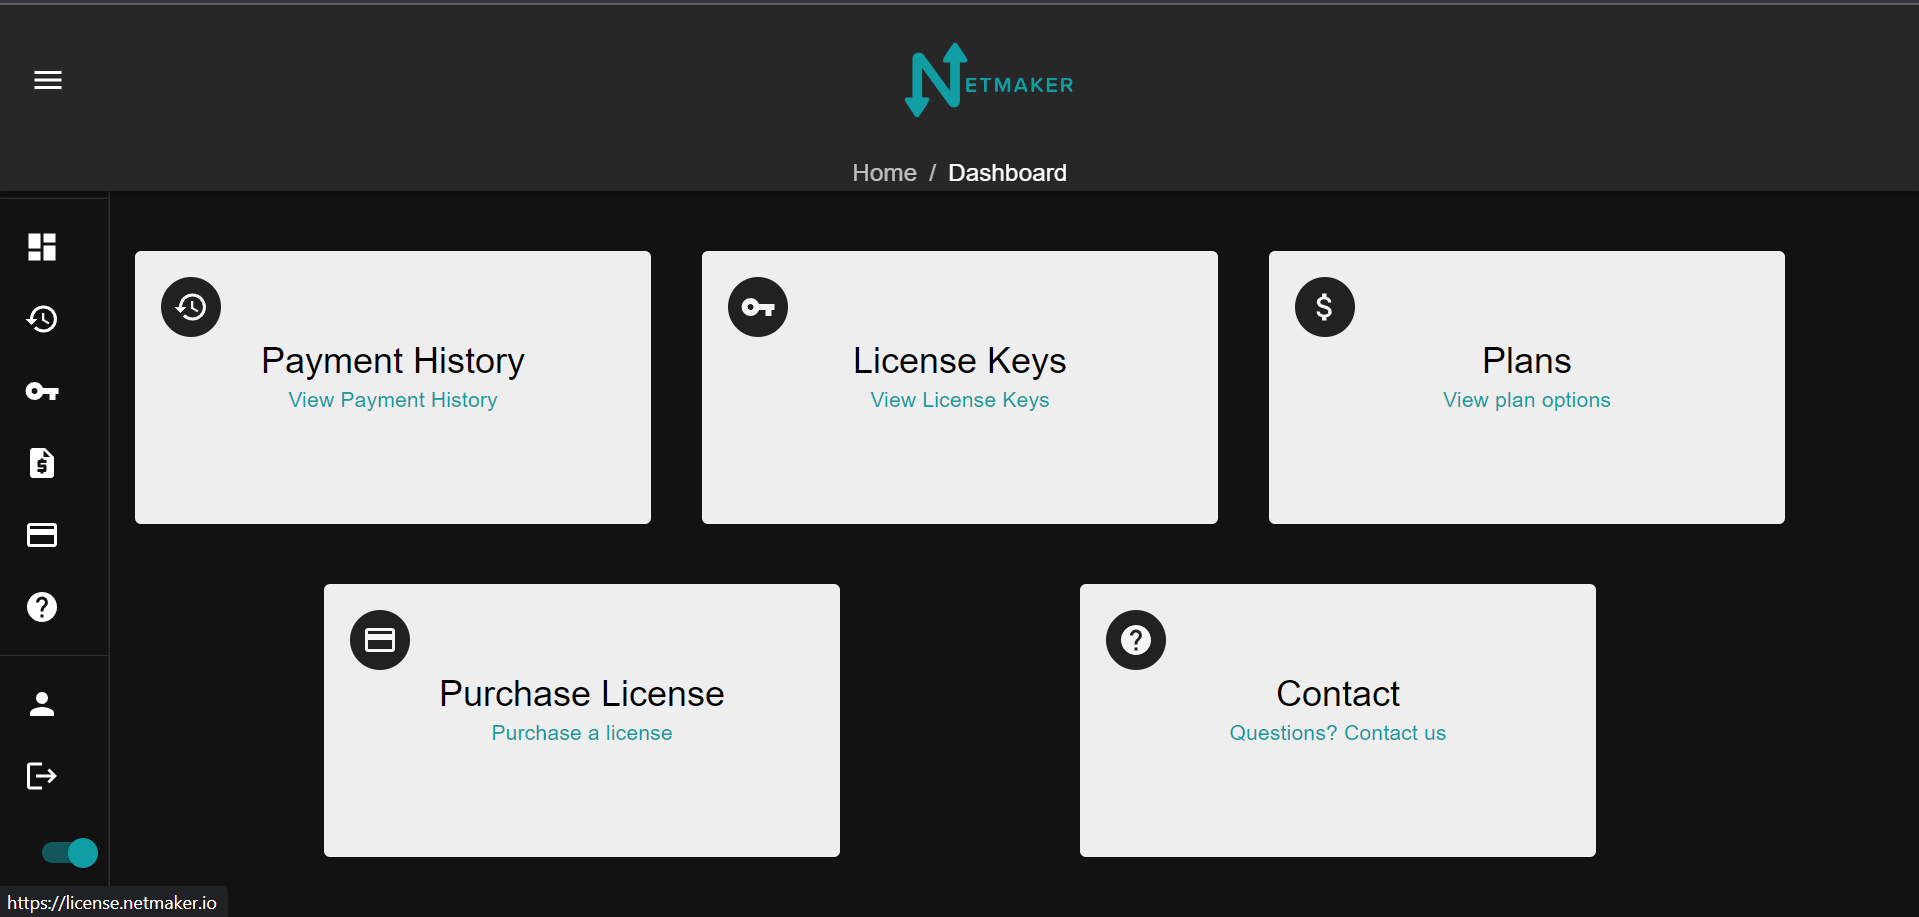 NETMAKER
Home / Dashboard
Payment History
View Payment History
License Keys
View License Keys
$
Plans
View plan options
Purchase License
Purchase a license
?
Contact
Questions? Contact us
https://license.netmaker.io